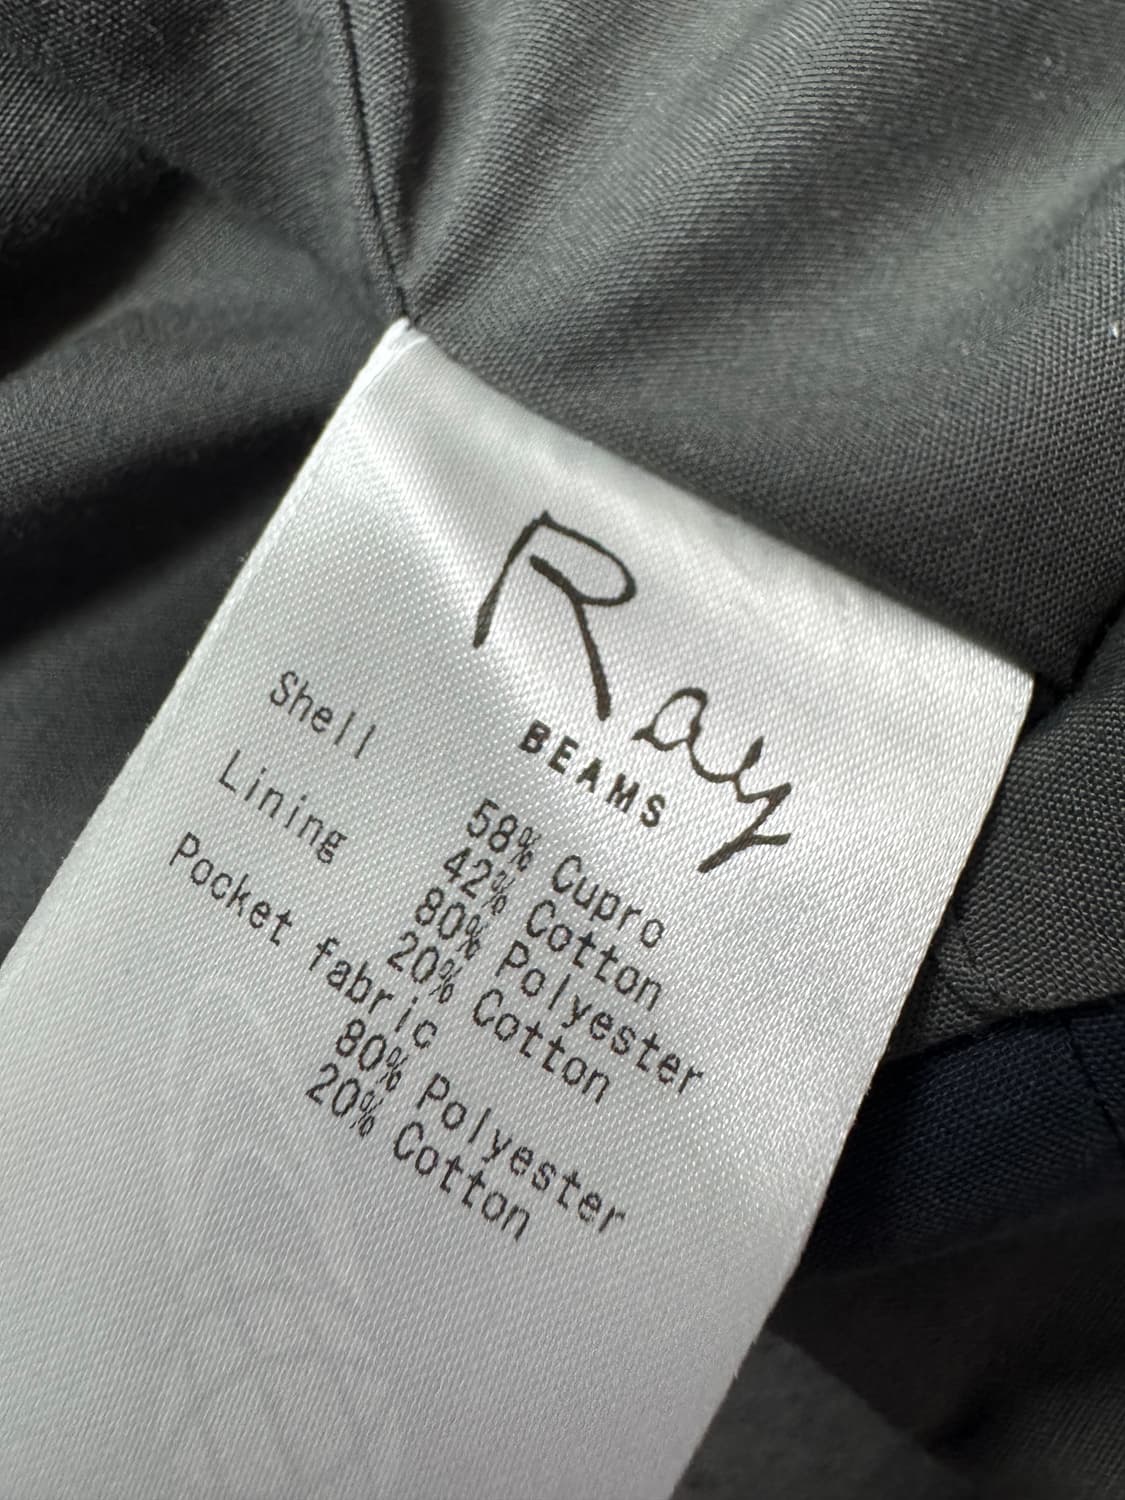 Ray
BEAMS
Shell
58% Cupro
42% Cotton
Lining
80% Polyester
20% Cotton
Pocket fabric
80% Polyester
20% Cotton